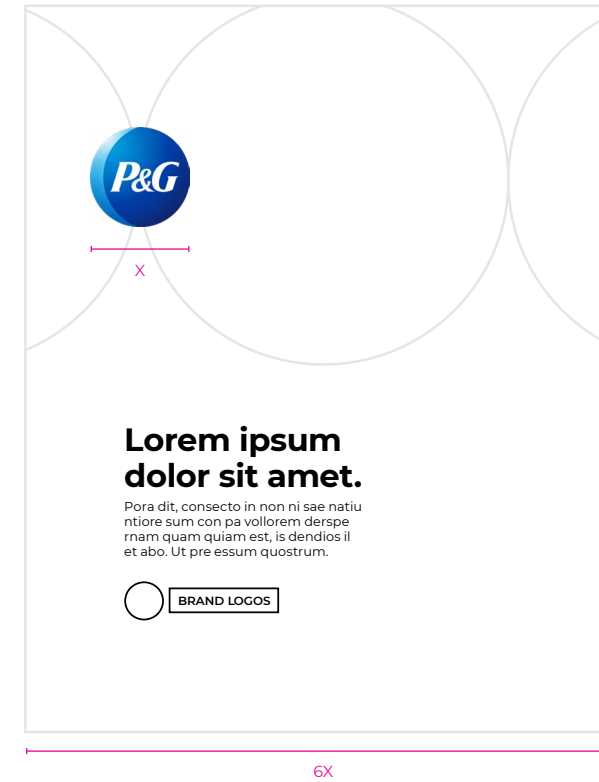 P&G
X
Lorem ipsum
dolor sit amet.
Pora dit, consecto in non ni sae natiu
ntiore sum con pa vollorem derspe
rnam quam quiam est, is dendios il
et abo. Ut pre essum quostrum.
BRAND LOGOS
6X